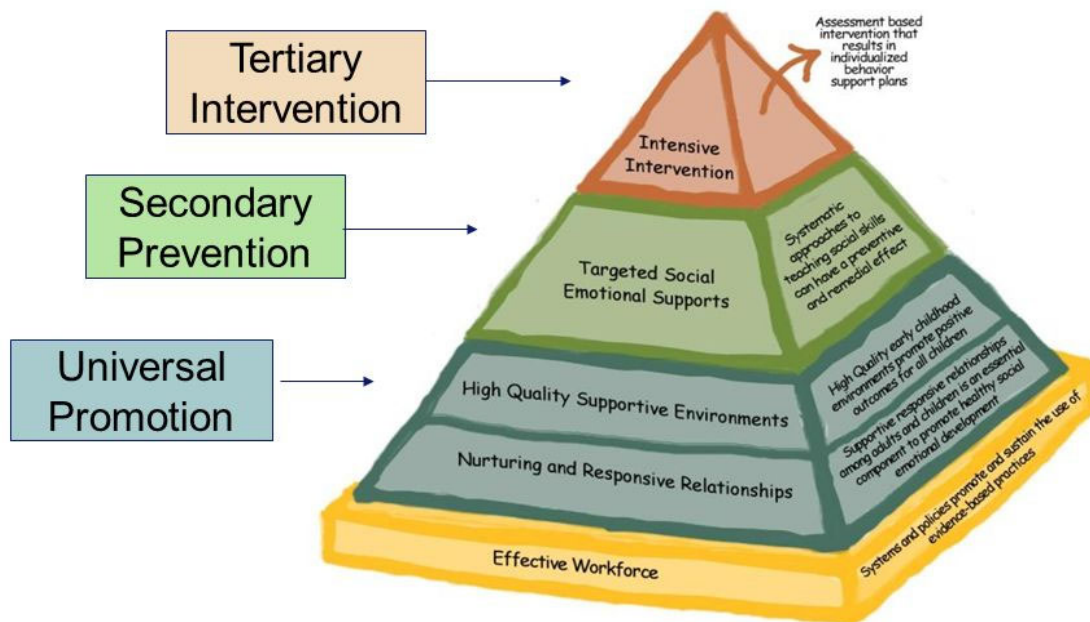 Tertiary
Intervention
Assessment based
intervention that
results in
individualized
behavior
support plans
Intensive
Intervention
Secondary
Prevention
Targeted Social
Emotional Supports
Systematic
approaches to
teaching social skills
can have a preventive
and remedial effect
Universal
Promotion
High Quality Supportive Environments
High Quality early childhood
environments promote positive
outcomes for all children
Nurturing and Responsive Relationships
Supportive responsive relationships
among adults and children is an essential
component to promote healthy social
emotional development
Effective Workforce
Systems and policies promote and sustain the use of
evidence-based practices